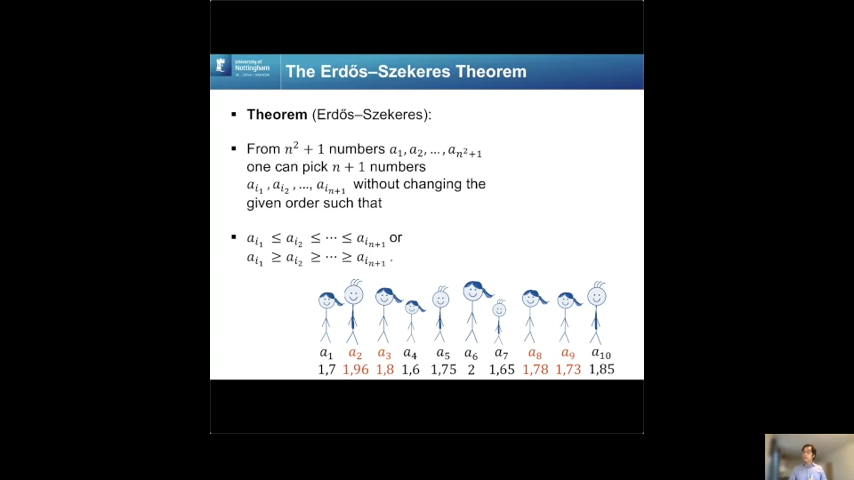 University of
Nottingham
The Erdős–Szekeres Theorem
▪ Theorem (Erdős–Szekeres):
▪ From n² + 1 numbers a₁, a₂, …, aₙ²₊₁
one can pick n + 1 numbers
aᵢ₁, aᵢ₂, …, aᵢₙ₊₁ without changing the
given order such that
▪ aᵢ₁ ≤ aᵢ₂ ≤ ⋯ ≤ aᵢₙ₊₁ or
aᵢ₁ ≥ aᵢ₂ ≥ ⋯ ≥ aᵢₙ₊₁ .
a₁ a₂ a₃ a₄ a₅ a₆ a₇ a₈ a₉ a₁₀
1,7 1,96 1,8 1,6 1,75 2 1,65 1,78 1,73 1,85